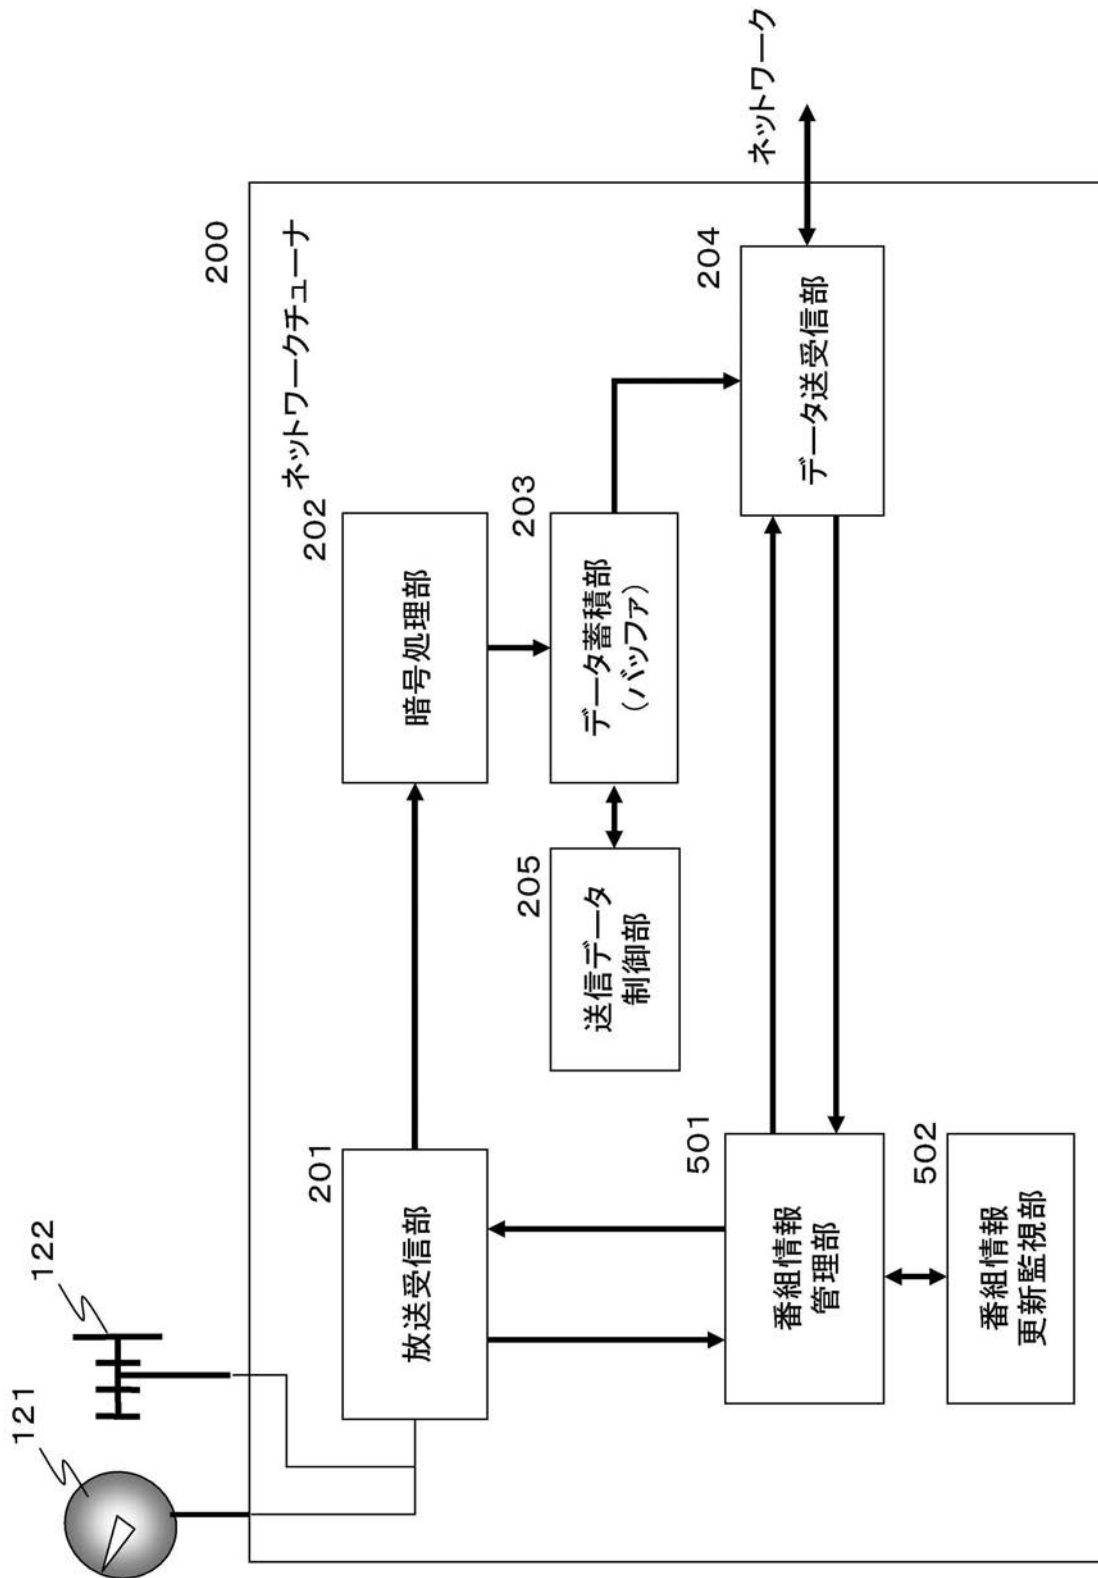 121
122
200
ネットワークチューナ
201
放送受信部
202
暗号処理部
203
データ蓄積部
(バッファ)
205
送信データ
制御部
204
データ送受信部
ネットワーク
501
番組情報
管理部
502
番組情報
更新監視部